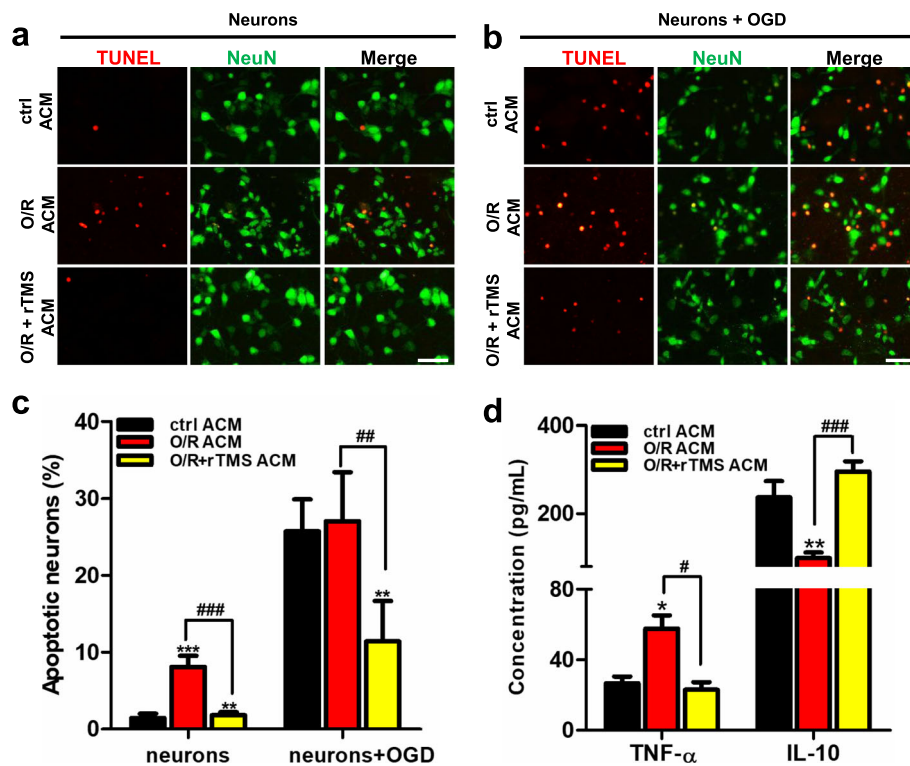 a
Neurons
TUNEL NeuN Merge
ctrl
ACM
O/R
ACM
O/R + rTMS
ACM
b
Neurons + OGD
TUNEL NeuN Merge
ctrl
ACM
O/R
ACM
O/R + rTMS
ACM
c
Apoptotic neurons (%)
40
30
20
10
0
ctrl ACM
O/R ACM
O/R+rTMS ACM
###
***
**
##
**
neurons neurons+OGD
d
Concentration (pg/mL)
400
200
80
40
0
ctrl ACM
O/R ACM
O/R+rTMS ACM
#
*
###
**
TNF-α IL-10